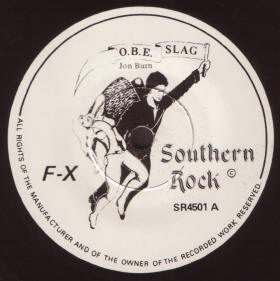 O.B.E. SLAG
Jon Burn
F-X
Southern
Rock ©
SR4501 A
ALL RIGHTS OF THE MANUFACTURER AND OF THE OWNER OF THE RECORDED WORK RESERVED.